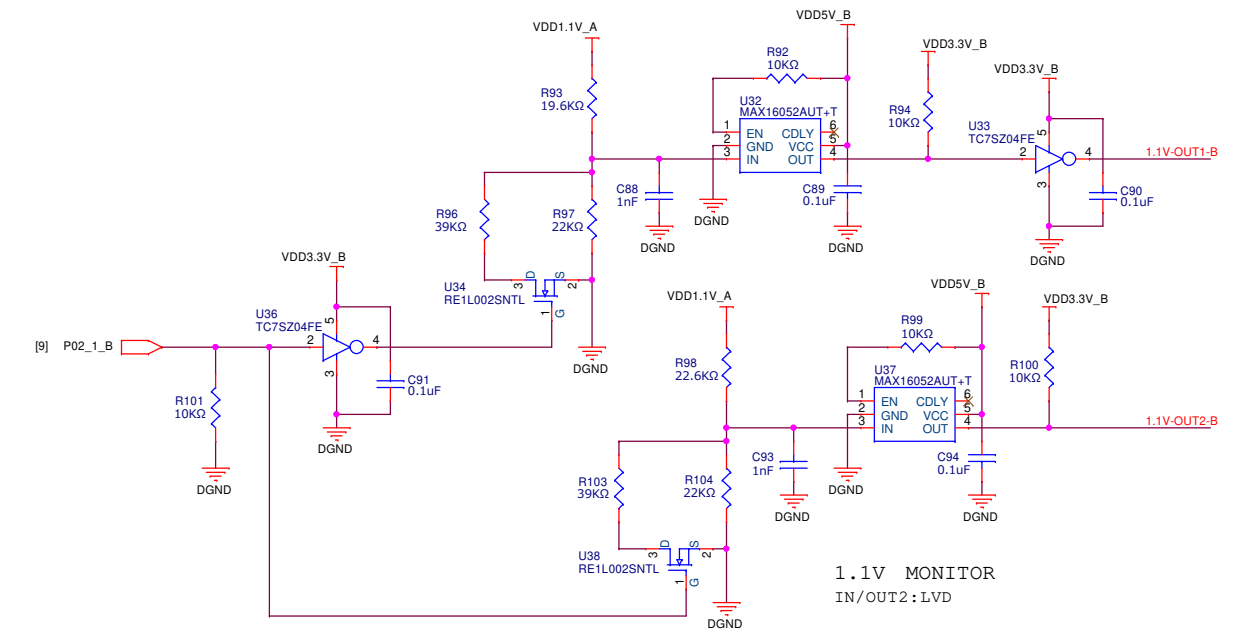 VDD5V_B
VDD1.1V_A
R92
10KΩ
VDD3.3V_B
VDD3.3V_B
R93
19.6KΩ
U32
MAX16052AUT+T
1 EN CDLY 6
2 GND VCC 5
3 IN OUT 4
R94
10KΩ
U33
TC7SZ04FE
5
2
4
3
1.1V-OUT1-B
C88
1nF
C89
0.1uF
C90
0.1uF
DGND
DGND
DGND
DGND
R96
39KΩ
R97
22KΩ
VDD3.3V_B
U34
RE1L002SNTL
3 D S 2
1 G
VDD1.1V_A
VDD5V_B
VDD3.3V_B
U36
TC7SZ04FE
5
[9] P02_1_B
2
4
3
C91
0.1uF
DGND
R99
10KΩ
R98
22.6KΩ
U37
MAX16052AUT+T
1 EN CDLY 6
2 GND VCC 5
3 IN OUT 4
R100
10KΩ
R101
10KΩ
1.1V-OUT2-B
DGND
DGND
C93
1nF
C94
0.1uF
R103
39KΩ
R104
22KΩ
DGND
DGND
DGND
U38
RE1L002SNTL
3 D S 2
1 G
DGND
1.1V MONITOR
IN/OUT2:LVD